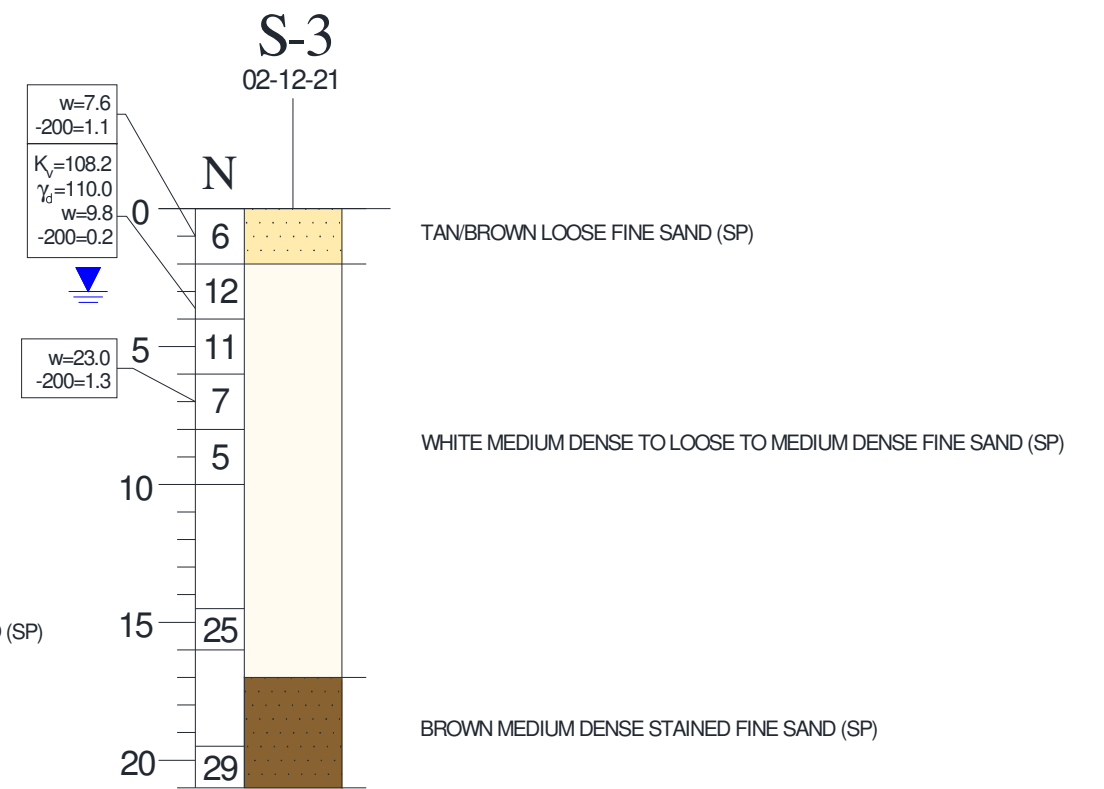 S-3
02-12-21
w=7.6
-200=1.1
Kv=108.2
γd=110.0
w=9.8
-200=0.2
N
0
6
TAN/BROWN LOOSE FINE SAND (SP)
12
5
11
w=23.0
-200=1.3
7
WHITE MEDIUM DENSE TO LOOSE TO MEDIUM DENSE FINE SAND (SP)
5
10
15
25
(SP)
BROWN MEDIUM DENSE STAINED FINE SAND (SP)
20
29